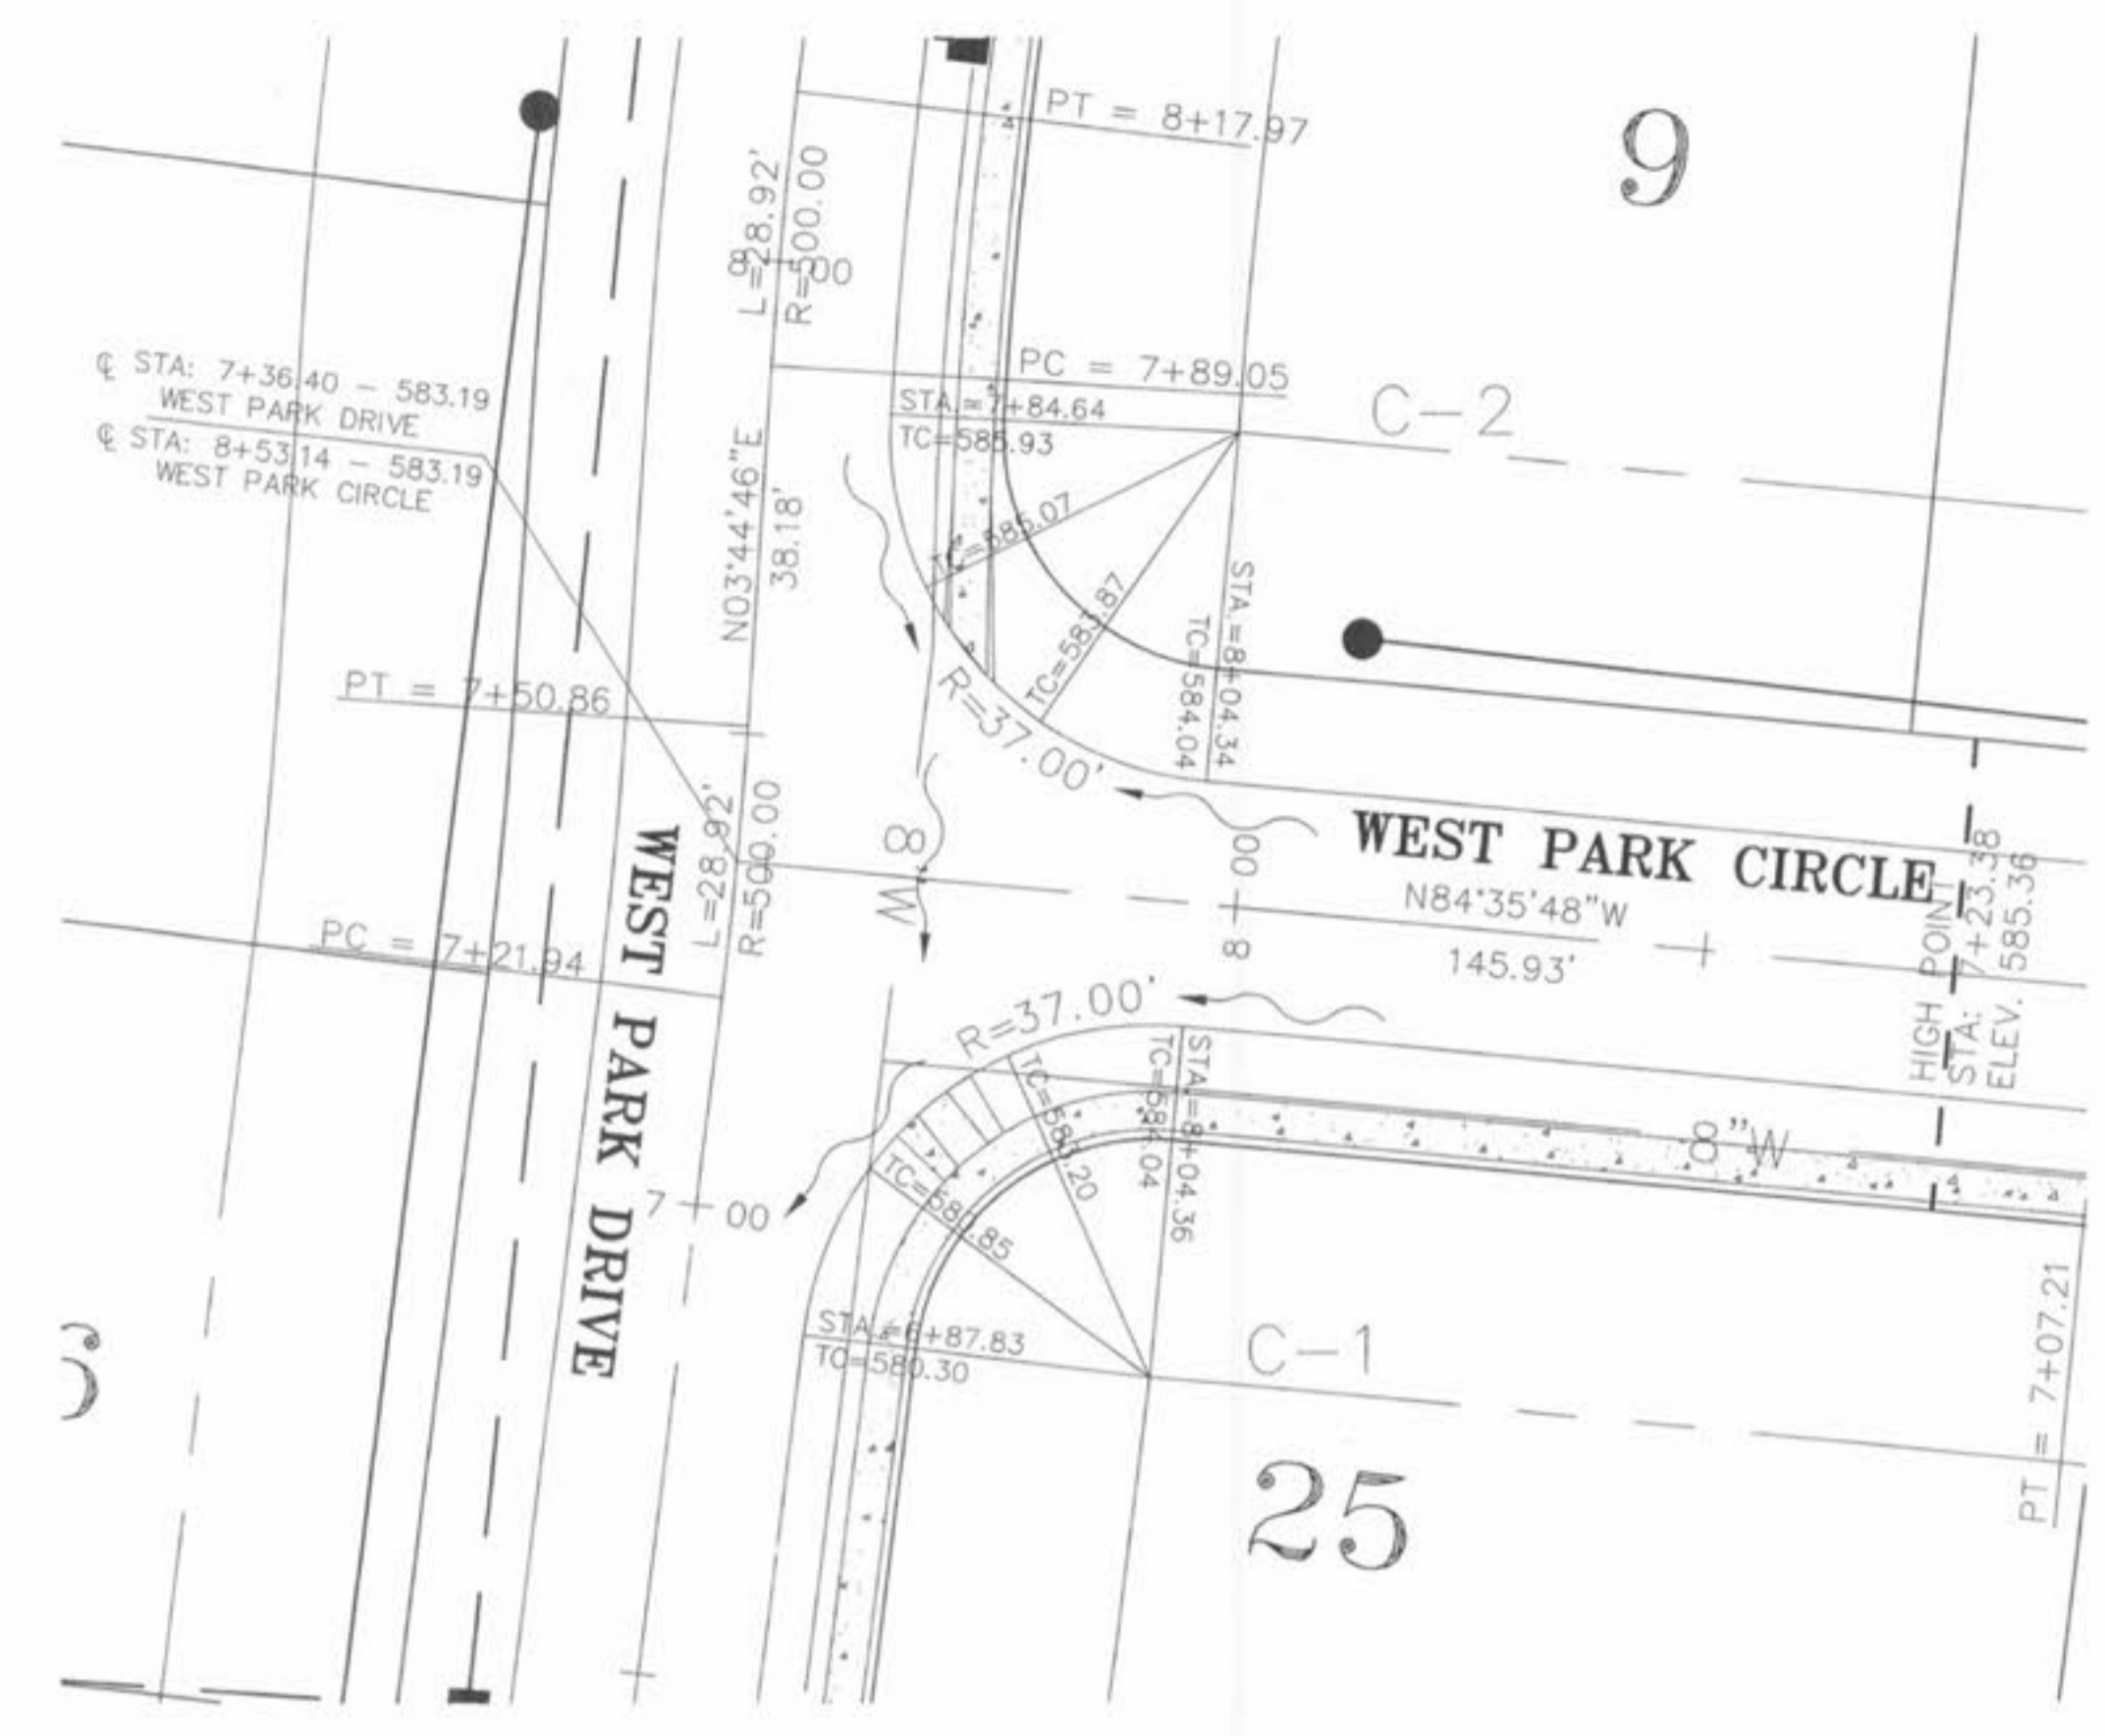 PT = 8+17.97
9
L=28.92'
R=500.00
8 00
PC = 7+89.05
STA.=7+84.64
TC=585.93
C-2
℄ STA: 7+36.40 - 583.19
WEST PARK DRIVE
℄ STA: 8+53.14 - 583.19
WEST PARK CIRCLE
N03°44'46"E
38.18'
TC=585.07
TC=583.87
STA.=8+04.34
TC=584.04
R=37.00'
PT = 7+50.86
L=28.92'
R=500.00
8"W
8 00
WEST PARK CIRCLE
N84°35'48"W
145.93'
HIGH POINT
STA: 7+23.38
ELEV. 585.36
PC = 7+21.94
WEST PARK DRIVE
R=37.00'
STA.=8+04.36
TC=584.04
8"W
7 00
STA.=6+87.83
TC=580.30
C-1
25
PT = 7+07.21